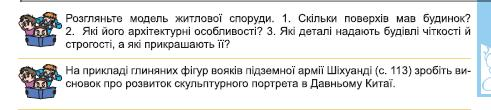 Розгляньте модель житлової споруди. 1. Скільки поверхів мав будинок?
2. Які його архітектурні особливості? 3. Які деталі надають будівлі чіткості й
строгості, а які прикрашають її?
На прикладі глиняних фігур вояків підземної армії Шіхуанді (с. 113) зробіть ви-
сновок про розвиток скульптурного портрета в Давньому Китаї.